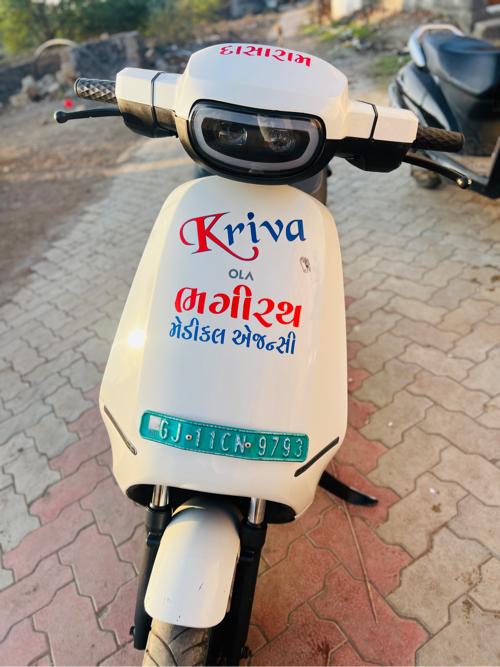 દાસારામ
Kriva
OLA
ભગીરથ
મેડીકલ એજન્સી
GJ 11CN 9793